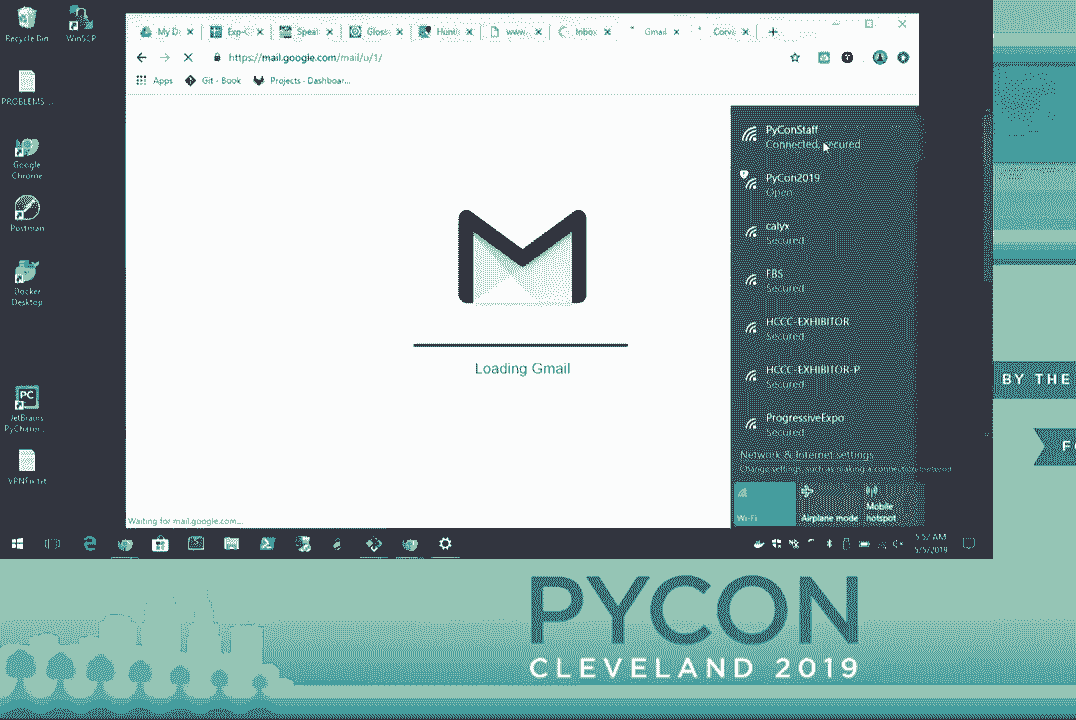 Recycle Bin
WinSCP
PROBLEMS...
Google Chrome
Postman
Docker Desktop
JetBrains PyCharm...
My D
Exp-C
Speal
Gloss
Hunti
www.
Inbox
Gmail
https://mail.google.com/mail/u/1/
Apps
Git - Book
Projects - Dashboar...
Loading Gmail
Waiting for mail.google.com...
PyConStaff
Connected, secured
PyCon2019
Open
calyx
Secured
FBS
Secured
HCCC-EXHIBITOR
Secured
HCCC-EXHIBITOR-P
Secured
ProgressiveExpo
Secured
Network & Internet settings
Change settings, such as making a connection metered.
Wi-Fi
Airplane mode
Mobile hotspot
5:57 AM
5/5/2019
BY THE
PYCON
CLEVELAND 2019